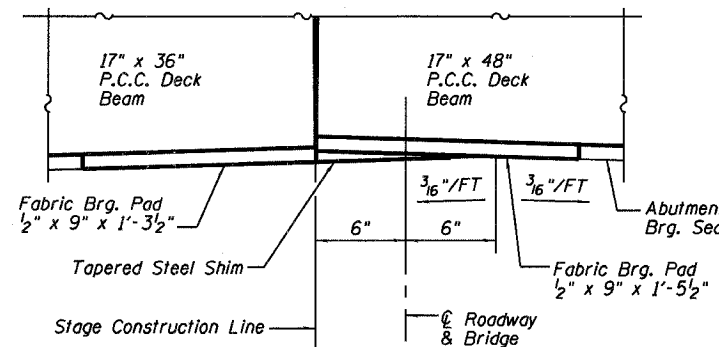 17" x 36"
P.C.C. Deck
Beam
17" x 48"
P.C.C. Deck
Beam
Fabric Brg. Pad
1/2" x 9" x 1'-3 1/2"
3/16"/FT
3/16"/FT
Abutmen
Brg. Sea
6"
6"
Tapered Steel Shim
Fabric Brg. Pad
1/2" x 9" x 1'-5 1/2"
Stage Construction Line
℄ Roadway
& Bridge